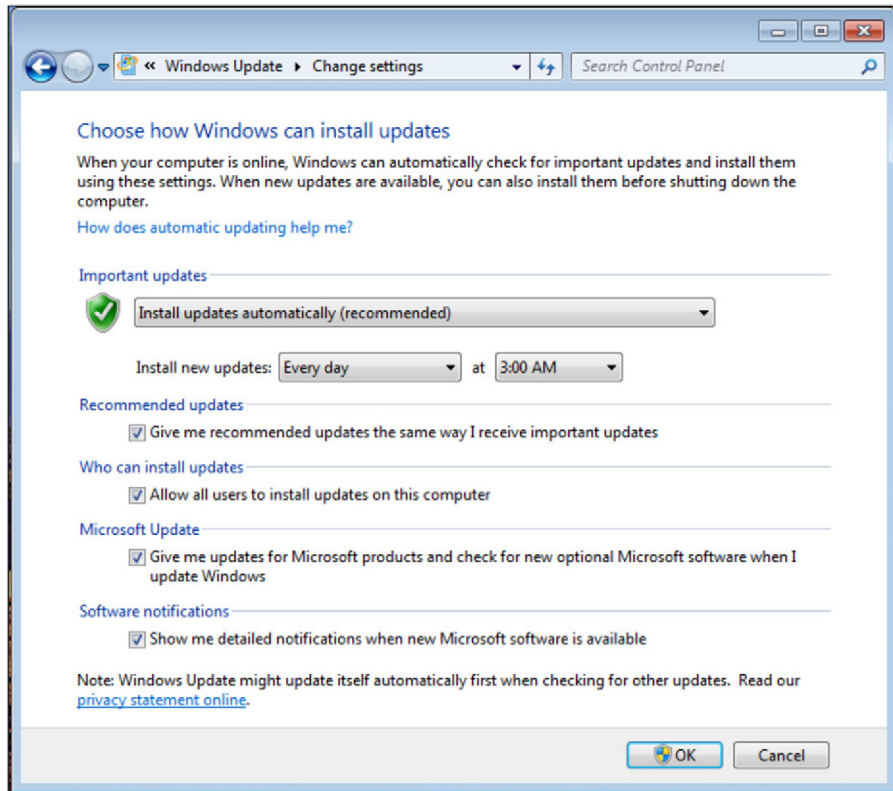 « Windows Update ▸ Change settings
Search Control Panel
Choose how Windows can install updates
When your computer is online, Windows can automatically check for important updates and install them
using these settings. When new updates are available, you can also install them before shutting down the
computer.
How does automatic updating help me?
Important updates
Install updates automatically (recommended)
Install new updates: Every day at 3:00 AM
Recommended updates
Give me recommended updates the same way I receive important updates
Who can install updates
Allow all users to install updates on this computer
Microsoft Update
Give me updates for Microsoft products and check for new optional Microsoft software when I
update Windows
Software notifications
Show me detailed notifications when new Microsoft software is available
Note: Windows Update might update itself automatically first when checking for other updates.  Read our
privacy statement online.
OK Cancel